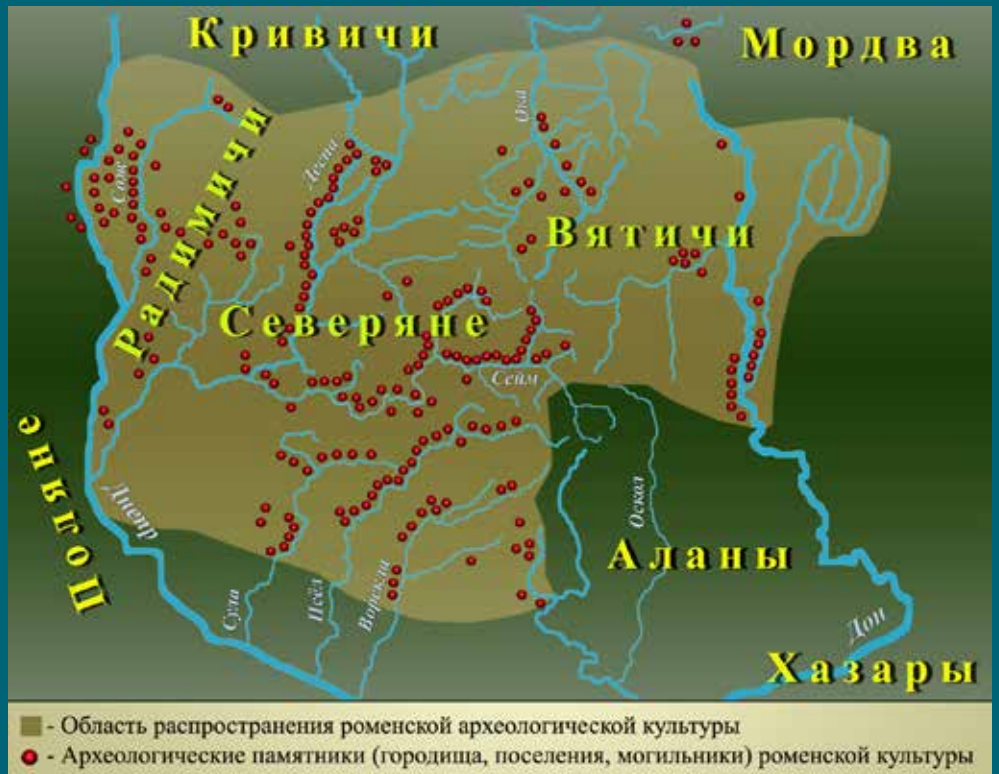 Кривичи
Мордва
Ока
Десна
Сож
Радимичи
Вятичи
Северяне
Сейм
Поляне
Днепр
Оскол
Аланы
Сула
Псёл
Ворскла
Дон
Хазары
- Область распространения роменской археологической культуры
- Археологические памятники (городища, поселения, могильники) роменской культуры